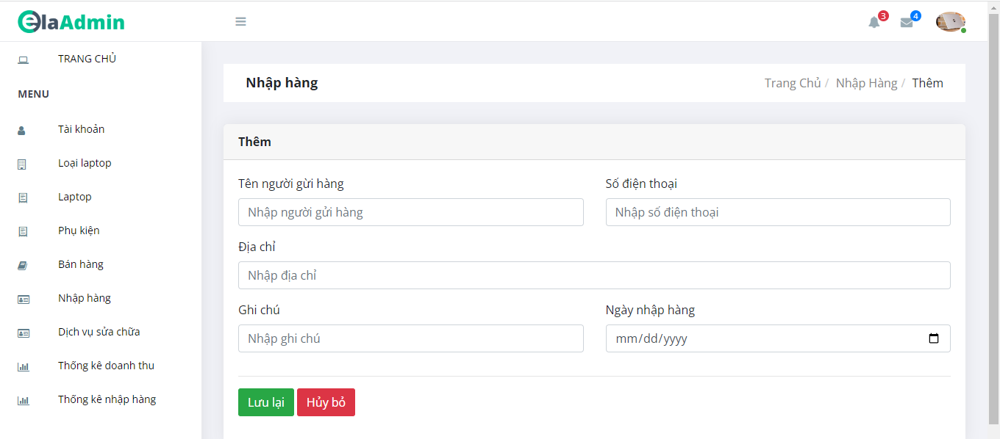 elaAdmin
3
4
TRANG CHỦ
MENU
Tài khoản
Loại laptop
Laptop
Phụ kiện
Bán hàng
Nhập hàng
Dịch vụ sửa chữa
Thống kê doanh thu
Thống kê nhập hàng
Nhập hàng
Trang Chủ / Nhập Hàng / Thêm
Thêm
Tên người gừi hàng
Số điện thoại
Nhập người gửi hàng
Nhập số điện thoại
Địa chỉ
Nhập địa chỉ
Ghi chú
Ngày nhập hàng
Nhập ghi chú
mm/dd/yyyy
Lưu lại
Hủy bỏ